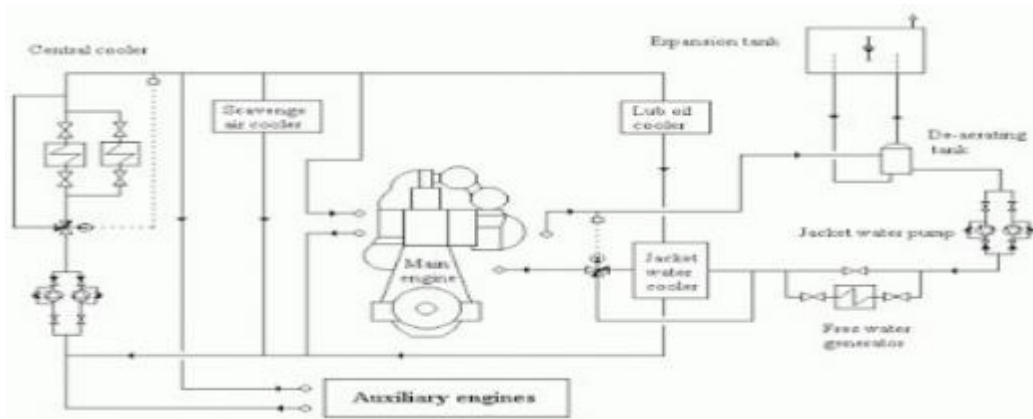 Central cooler
Expansion tank
Scavenge
air cooler
Lub oil
cooler
De-aerating
tank
Jacket water pump
Main
engine
Jacket
water
cooler
Free water
generator
Auxiliary engines